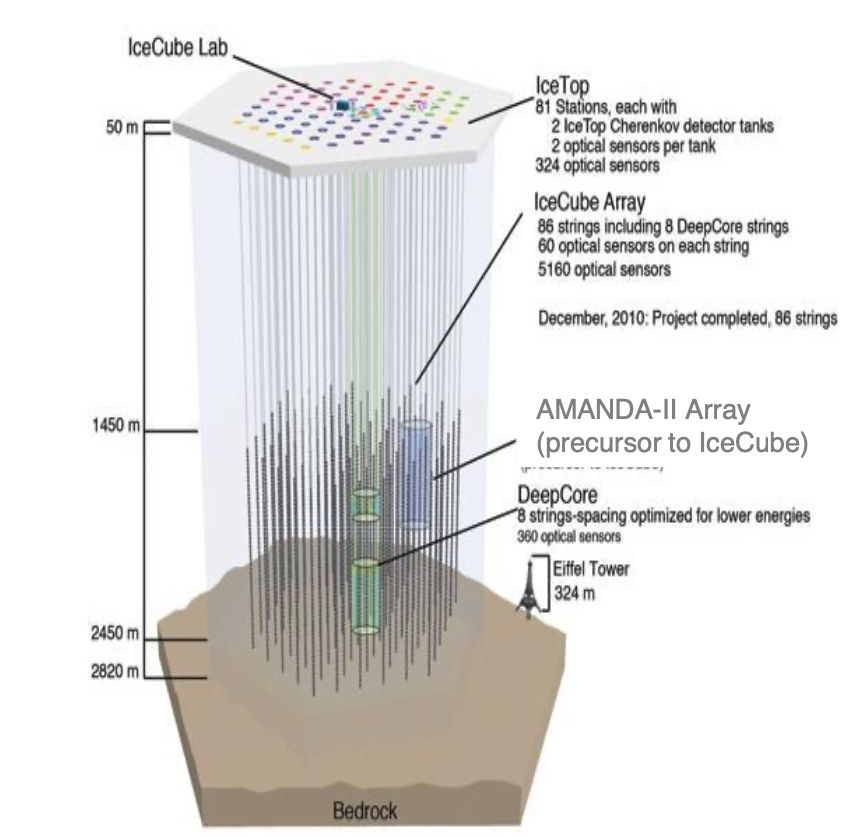 IceCube Lab
IceTop
81 Stations, each with
2 IceTop Cherenkov detector tanks
2 optical sensors per tank
324 optical sensors
50 m
IceCube Array
86 strings including 8 DeepCore strings
60 optical sensors on each string
5160 optical sensors
December, 2010: Project completed, 86 strings
1450 m
AMANDA-II Array
(precursor to IceCube)
DeepCore
8 strings-spacing optimized for lower energies
360 optical sensors
Eiffel Tower
324 m
2450 m
2820 m
Bedrock